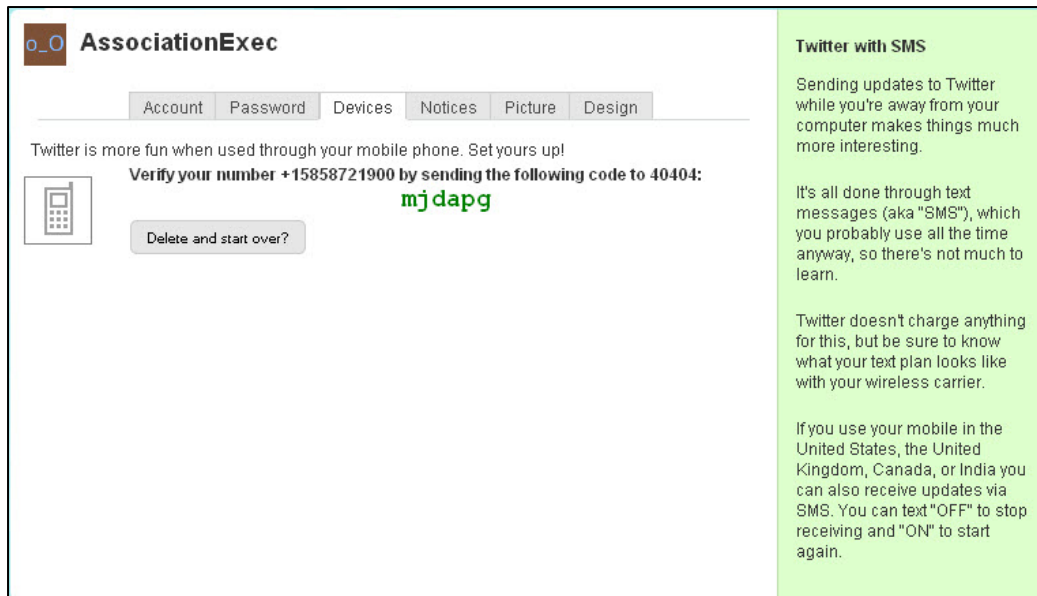 o_O AssociationExec
Account Password Devices Notices Picture Design
Twitter is more fun when used through your mobile phone. Set yours up!
Verify your number +15858721900 by sending the following code to 40404:
mjdapg
Delete and start over?
Twitter with SMS
Sending updates to Twitter
while you're away from your
computer makes things much
more interesting.
It's all done through text
messages (aka "SMS"), which
you probably use all the time
anyway, so there's not much to
learn.
Twitter doesn't charge anything
for this, but be sure to know
what your text plan looks like
with your wireless carrier.
If you use your mobile in the
United States, the United
Kingdom, Canada, or India you
can also receive updates via
SMS. You can text "OFF" to stop
receiving and "ON" to start
again.